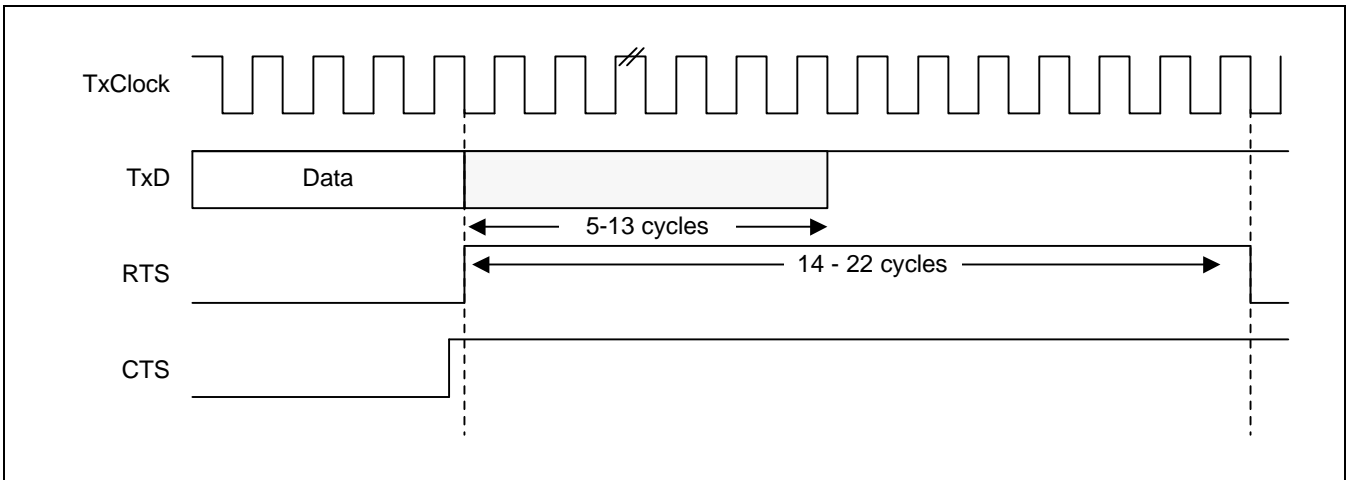 TxClock
TxD
Data
5-13 cycles
RTS
14 - 22 cycles
CTS